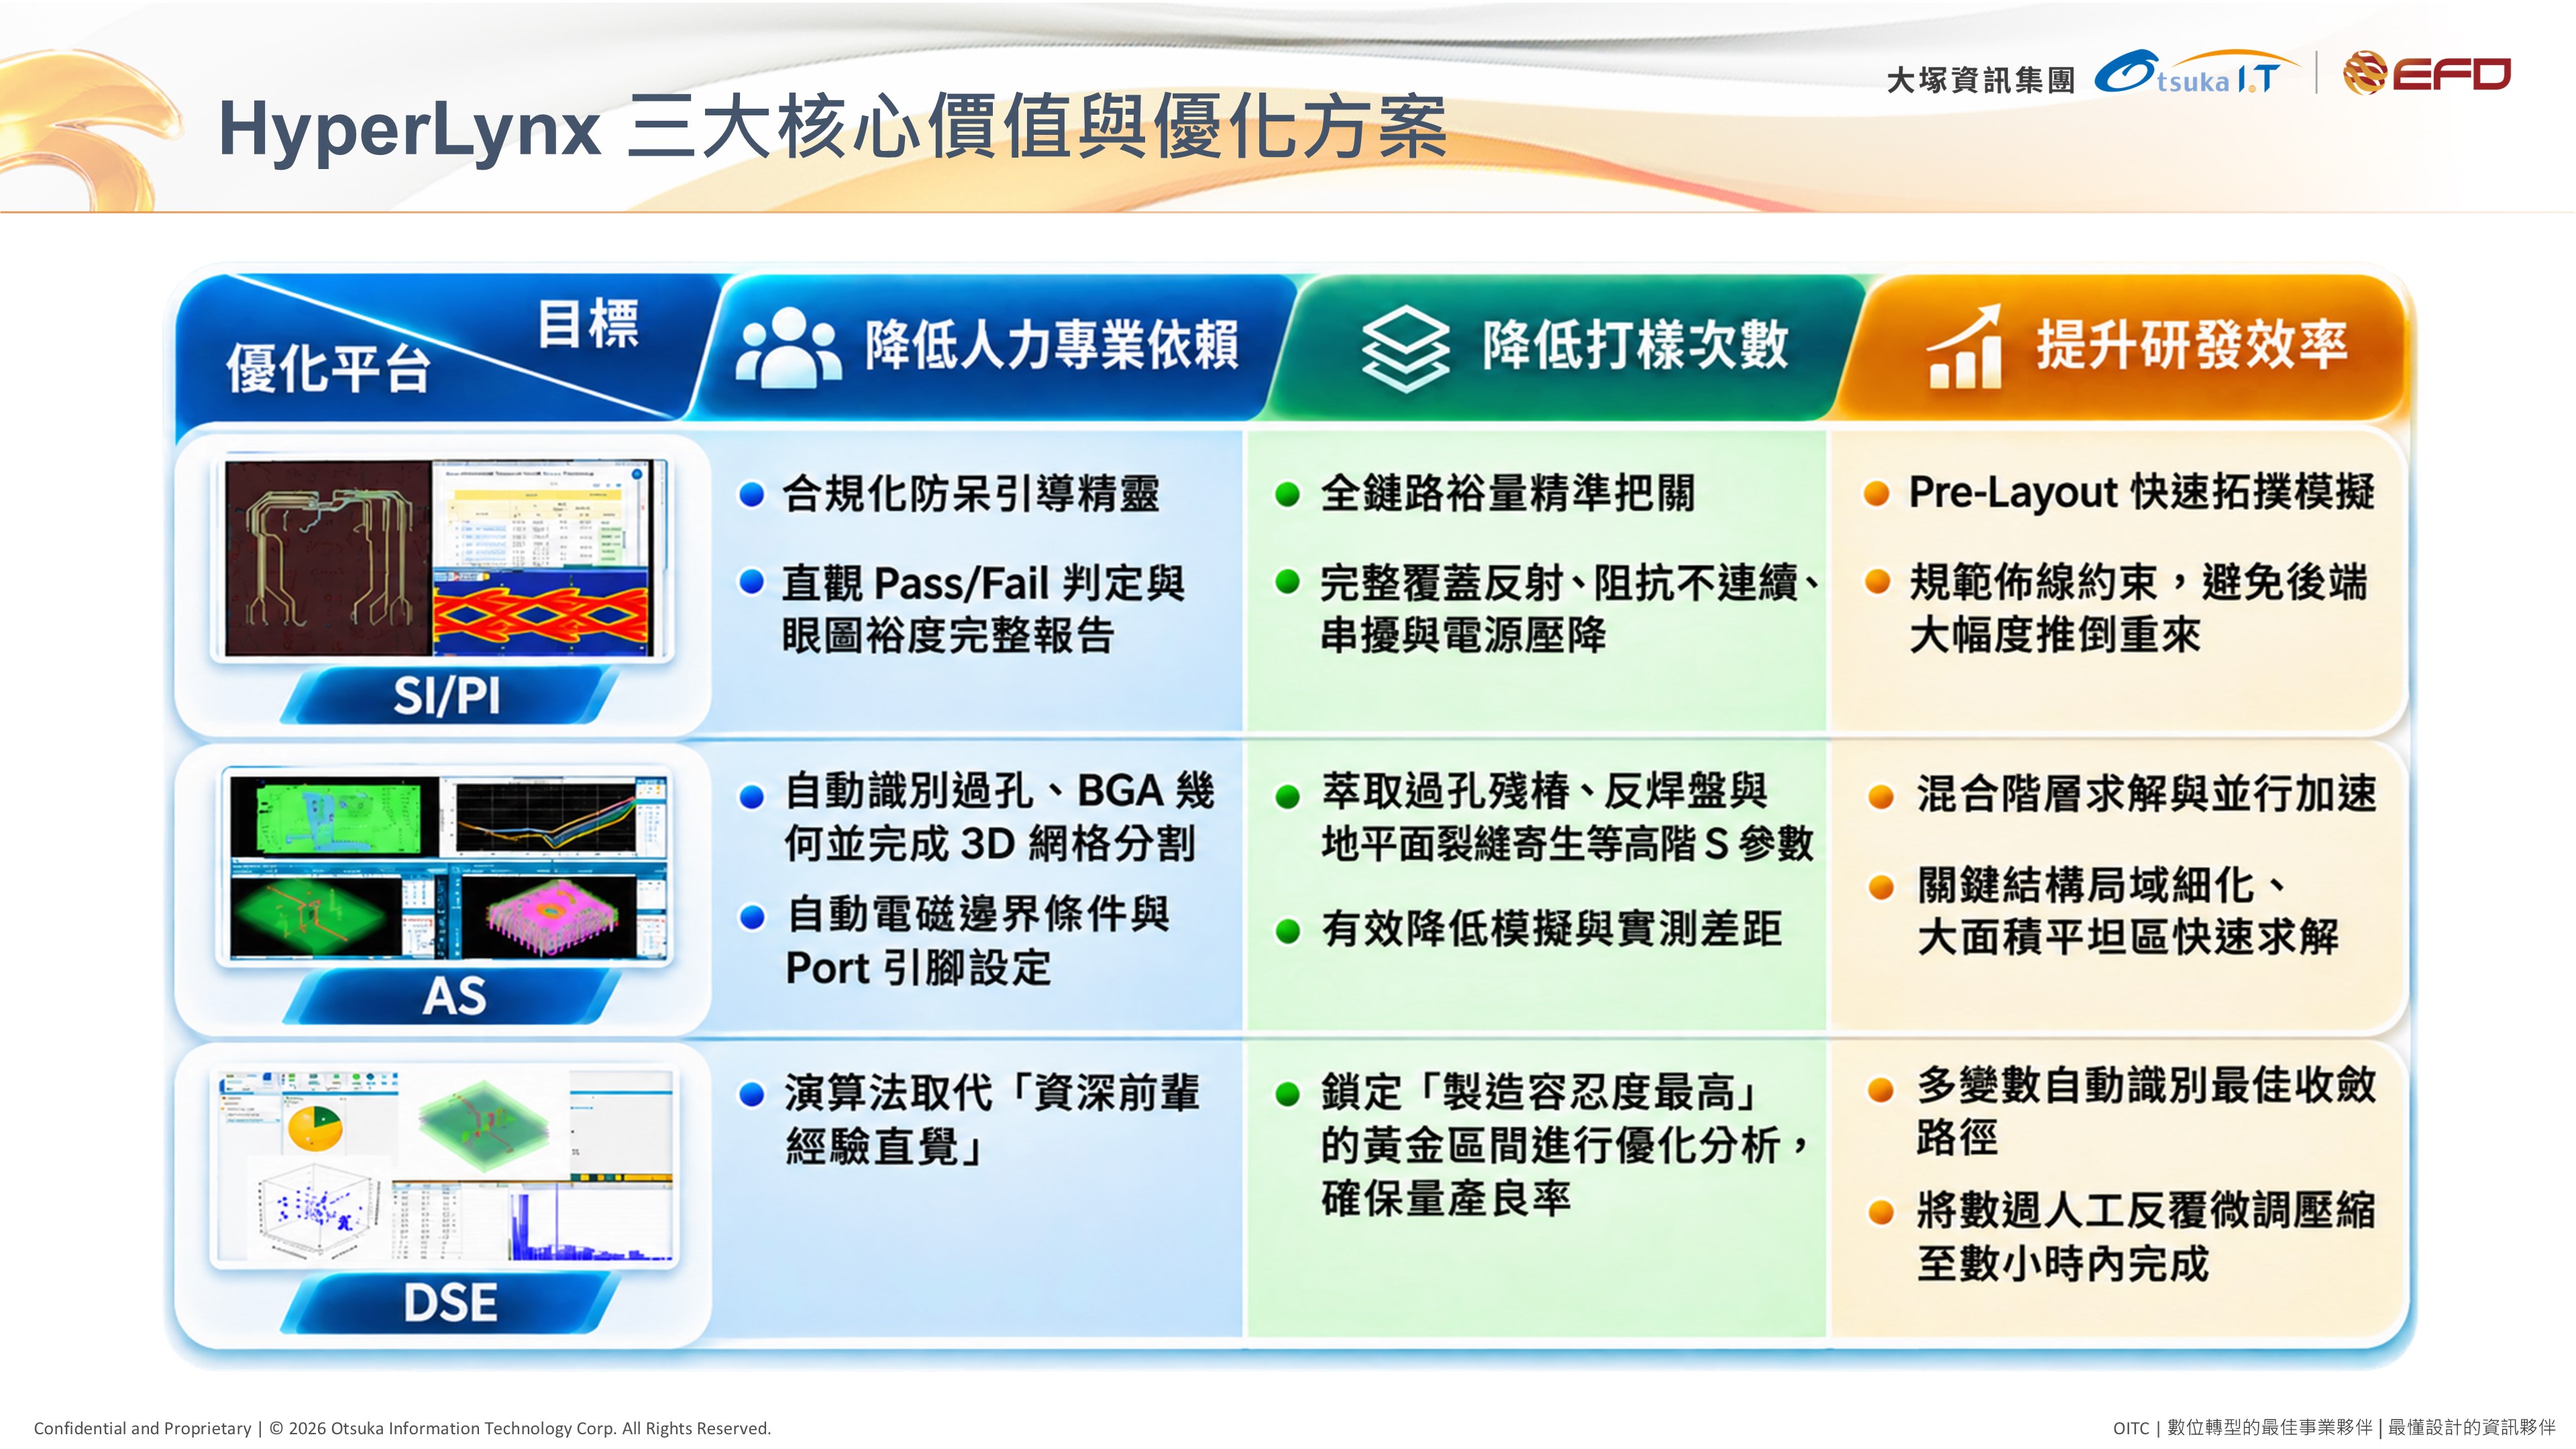 大塚資訊集團 Otsuka I.T EFD
HyperLynx 三大核心價值與優化方案
目標
優化平台
降低人力專業依賴
降低打樣次數
提升研發效率
SI/PI
合規化防呆引導精靈
直觀 Pass/Fail 判定與
眼圖裕度完整報告
全鏈路裕量精準把關
完整覆蓋反射、阻抗不連續、
串擾與電源壓降
Pre-Layout 快速拓撲模擬
規範佈線約束，避免後端
大幅度推倒重來
AS
自動識別過孔、BGA 幾
何並完成 3D 網格分割
自動電磁邊界條件與
Port 引腳設定
萃取過孔殘樁、反焊盤與
地平面裂縫寄生等高階 S 參數
有效降低模擬與實測差距
混合階層求解與並行加速
關鍵結構局域細化、
大面積平坦區快速求解
DSE
演算法取代「資深前輩
經驗直覺」
鎖定「製造容忍度最高」
的黃金區間進行優化分析，
確保量產良率
多變數自動識別最佳收斂
路徑
將數週人工反覆微調壓縮
至數小時內完成
Confidential and Proprietary | © 2026 Otsuka Information Technology Corp. All Rights Reserved.
OITC | 數位轉型的最佳事業夥伴 | 最懂設計的資訊夥伴